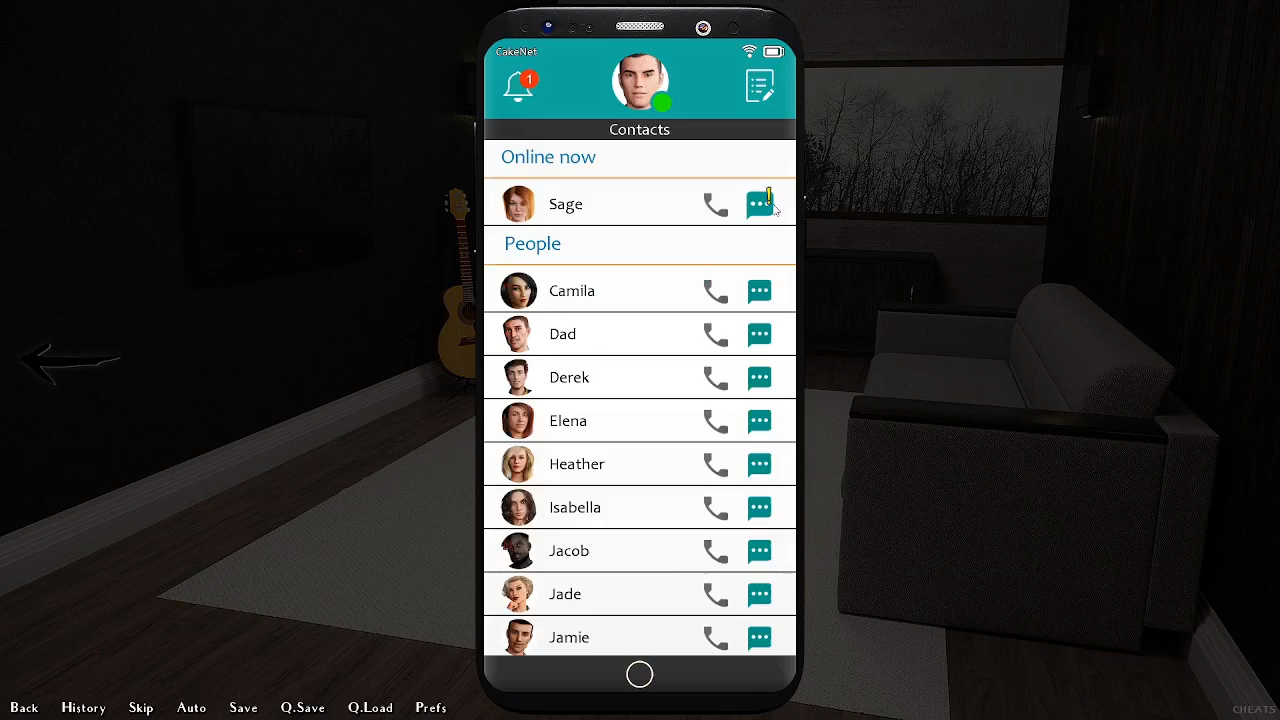 CakeNet
1
Contacts
Online now
Sage
!
People
Camila
Dad
Derek
Elena
Heather
Isabella
Jacob
Jade
Jamie
Back History Skip Auto Save Q.Save Q.Load Prefs
CHEATS